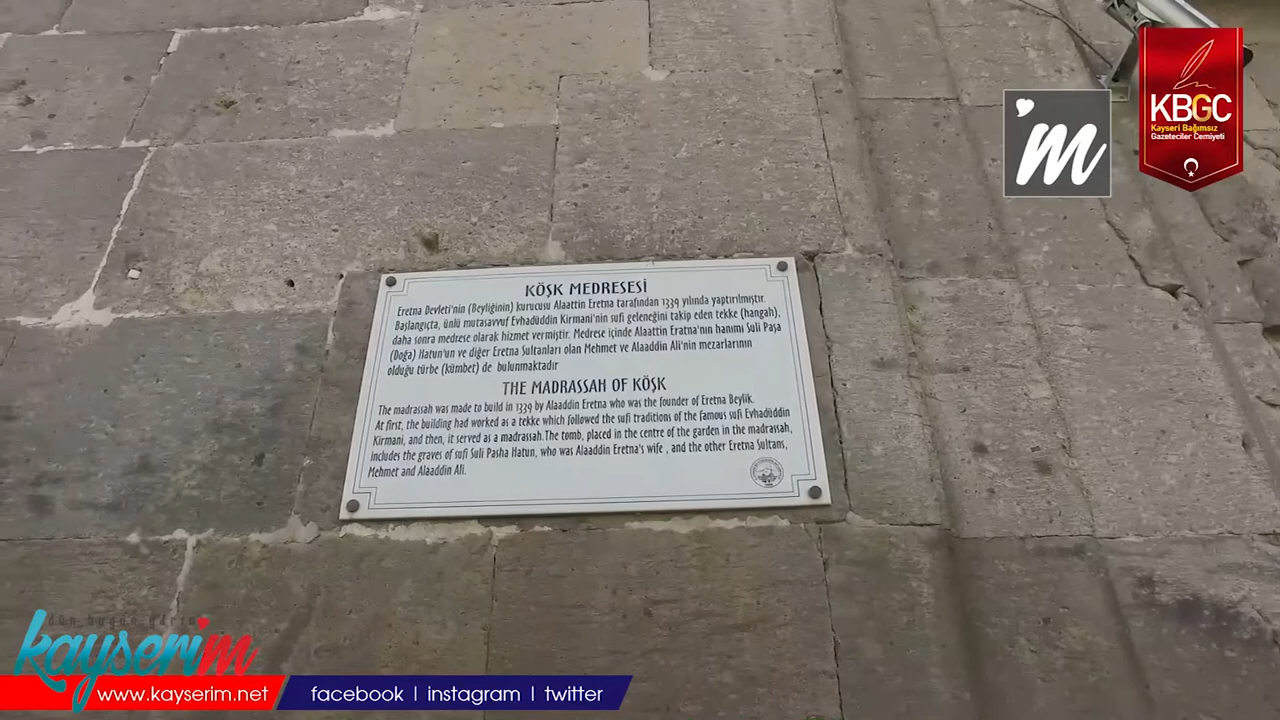 KÖŞK MEDRESESİ
Eretna Devleti'nin (Beyliğinin) kurucusu Alaattin Eretna tarafından 1339 yılında yaptırılmıştır.
Başlangıçta, ünlü mutasavvuf Evhadüddin Kirmani'nin sufi geleneğini takip eden tekke (hangah),
daha sonra medrese olarak hizmet vermiştir. Medrese içinde Alaattin Eratna'nın hanımı Suli Paşa
(Doğa) Hatun'un ve diğer Eretna Sultanları olan Mehmet ve Alaaddin Ali'nin mezarlarının
olduğu türbe (kümbet) de bulunmaktadır
THE MADRASSAH OF KÖŞK
The madrassah was made to build in 1339 by Alaaddin Eretna who was the founder of Eretna Beylik.
At first, the building had worked as a tekke which followed the sufi traditions of the famous sufi Evhadüddin
Kirmani, and then, it served as a madrassah.The tomb, placed in the centre of the garden in the madrassah,
includes the graves of sufi Suli Pasha Hatun, who was Alaaddin Eretna's wife , and the other Eretna Sultans,
Mehmet and Alaaddin Ali.
'm
KBGC
Kayseri Bağımsız
Gazeteciler Cemiyeti
dün, bugün, yarın
kayserim
www.kayserim.net
facebook | instagram | twitter